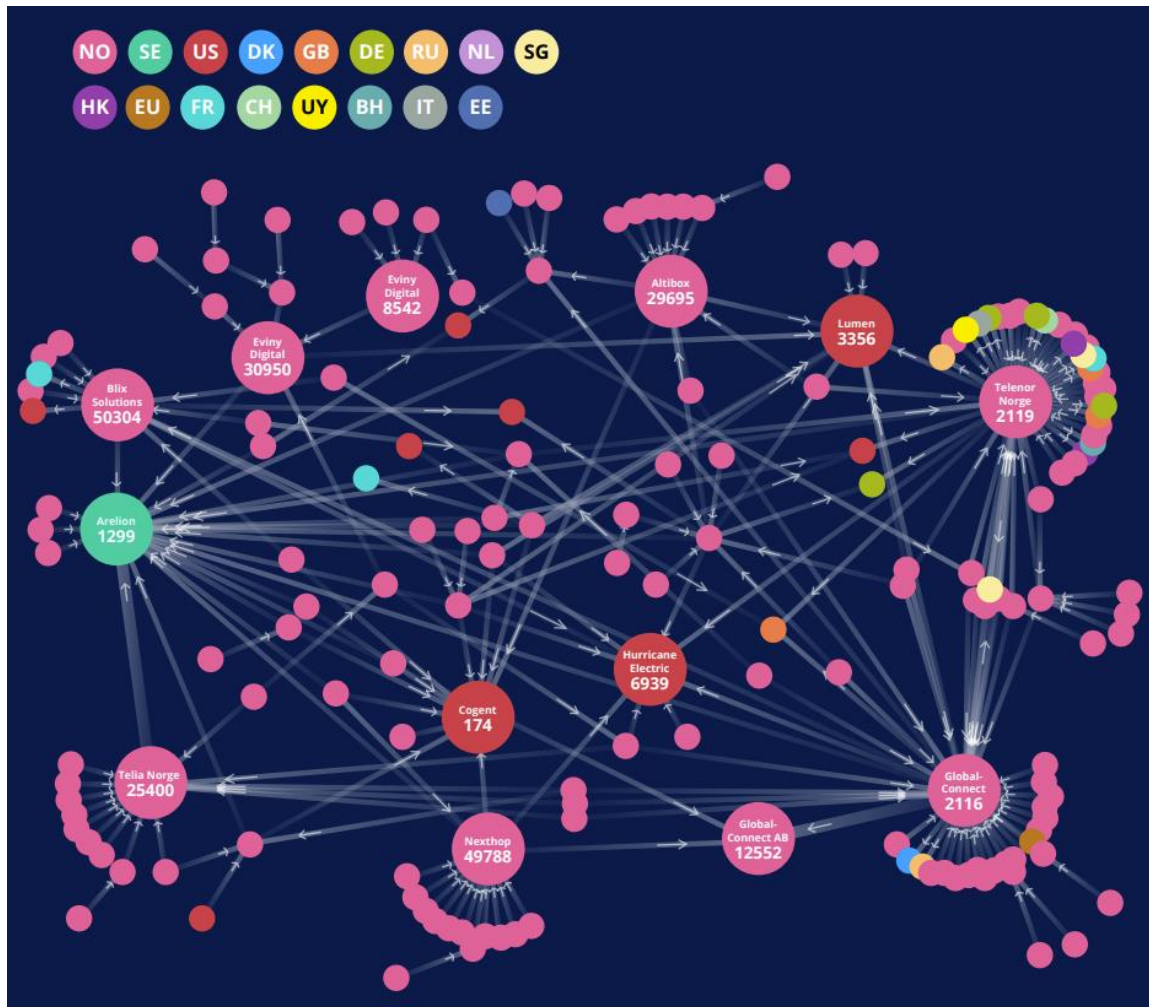 NO SE US DK GB DE RU NL SG
HK EU FR CH UY BH IT EE
Eviny
Digital
8542
Altibox
29695
Lumen
3356
Eviny
Digital
30950
Blix
Solutions
50304
Telenor
Norge
2119
Arelion
1299
Hurricane
Electric
6939
Cogent
174
Telia Norge
25400
Global-
Connect
2116
Nexthop
49788
Global-
Connect AB
12552